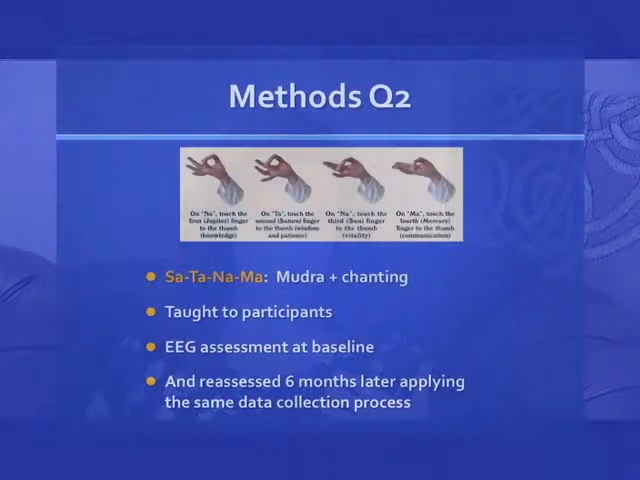 Methods Q2
On "Sa", touch the
first (Jupiter) finger
to the thumb
(knowledge)
On "Ta", touch the
second (Saturn) finger
to the thumb (wisdom
and patience)
On "Na", touch the
third (Sun) finger
to the thumb
(vitality)
On "Ma", touch the
fourth (Mercury)
finger to the thumb
(communication)
Sa-Ta-Na-Ma: Mudra + chanting
Taught to participants
EEG assessment at baseline
And reassessed 6 months later applying
the same data collection process